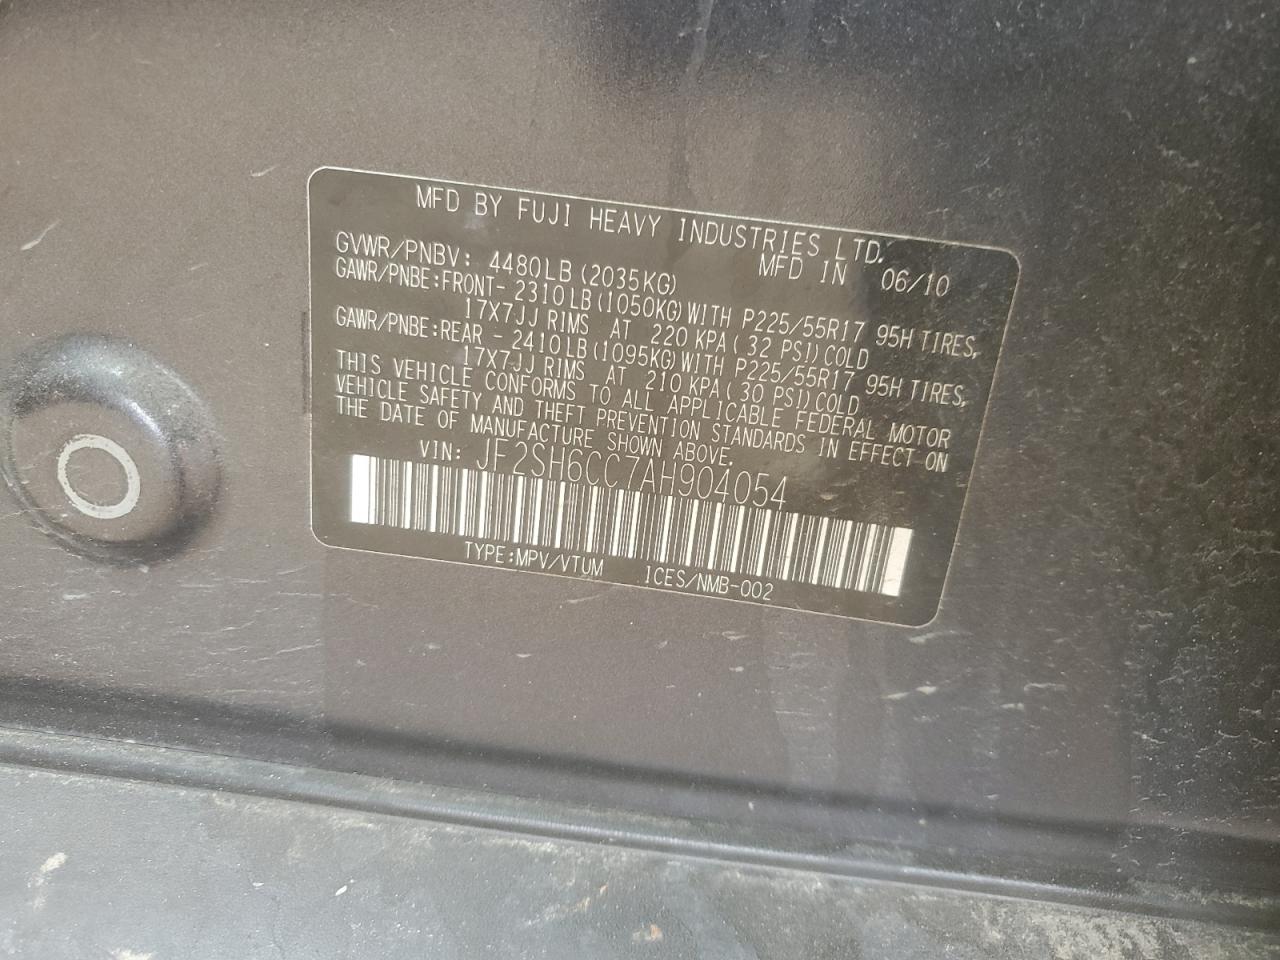 MFD BY FUJI HEAVY INDUSTRIES LTD.
GVWR/PNBV: 4480LB (2035KG) MFD IN 06/10
GAWR/PNBE:FRONT- 2310LB(1050KG)WITH P225/55R17 95H TIRES,
17X7JJ RIMS AT 220 KPA( 32 PSI)COLD
GAWR/PNBE:REAR - 2410LB(1095KG)WITH P225/55R17 95H TIRES,
17X7JJ RIMS AT 210 KPA( 30 PSI)COLD
THIS VEHICLE CONFORMS TO ALL APPLICABLE FEDERAL MOTOR
VEHICLE SAFETY AND THEFT PREVENTION STANDARDS IN EFFECT ON
THE DATE OF MANUFACTURE SHOWN ABOVE.
VIN: JF2SH6CC7AH904054
TYPE:MPV/VTUM ICES/NMB-002